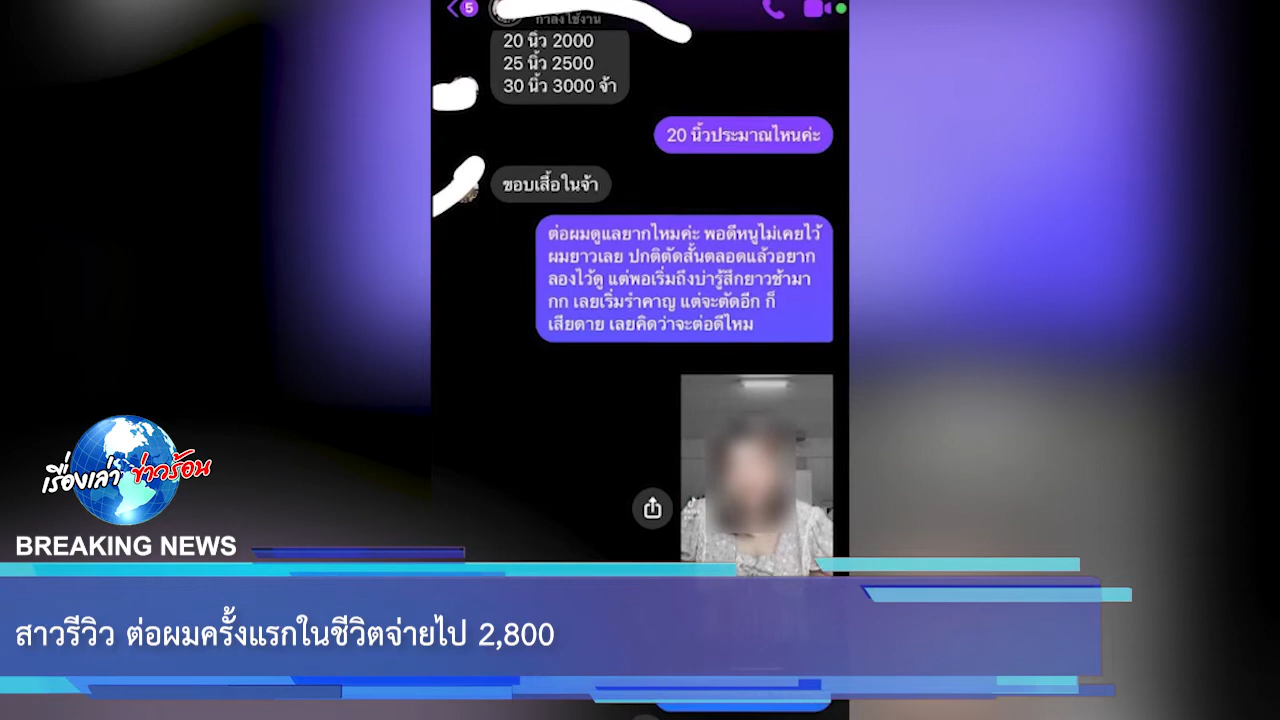 5
กำลังใช้งาน
20 นิ้ว 2000
25 นิ้ว 2500
30 นิ้ว 3000 จ้า
20 นิ้วประมาณไหนค่ะ
ขอบเสื้อในจ้า
ต่อผมดูแลยากไหมค่ะ พอดีหนูไม่เคยไว้
ผมยาวเลย ปกติตัดสั้นตลอดแล้วอยาก
ลองไว้ดู แต่พอเริ่มถึงบ่ารู้สึกยาวช้ามา
กก เลยเริ่มรำคาญ แต่จะตัดอีก ก็
เสียดาย เลยคิดว่าจะต่อดีไหม
เรื่องเล่า ข่าวร้อน
BREAKING NEWS
สาวรีวิว ต่อผมครั้งแรกในชีวิตจ่ายไป 2,800